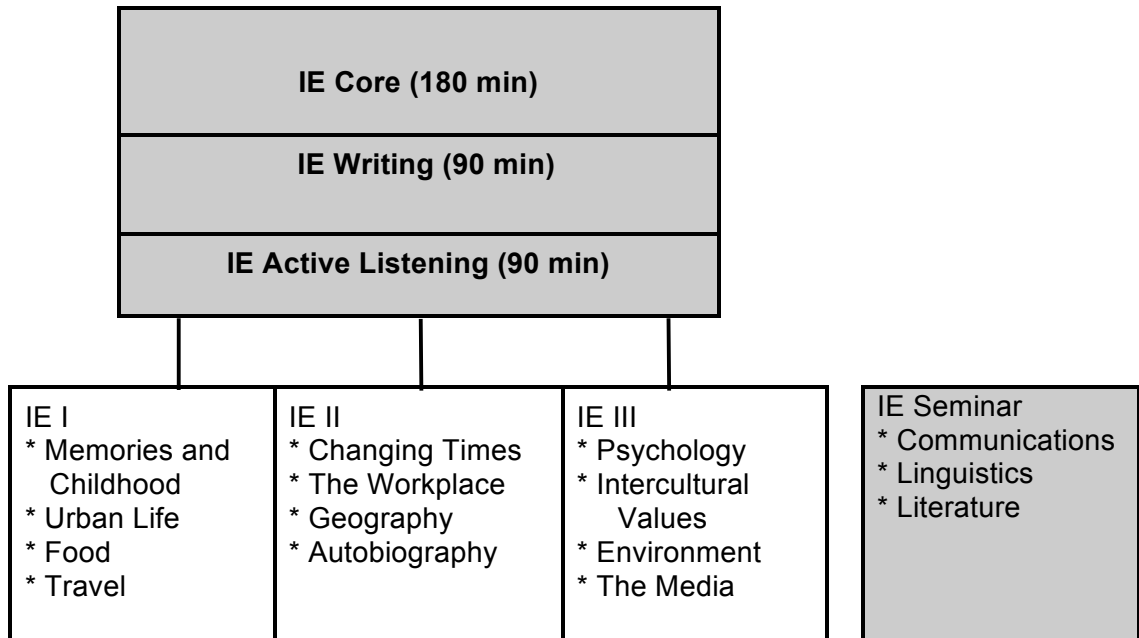 IE Core (180 min)
IE Writing (90 min)
IE Active Listening (90 min)
IE I
* Memories and
Childhood
* Urban Life
* Food
* Travel
IE II
* Changing Times
* The Workplace
* Geography
* Autobiography
IE III
* Psychology
* Intercultural
Values
* Environment
* The Media
IE Seminar
* Communications
* Linguistics
* Literature